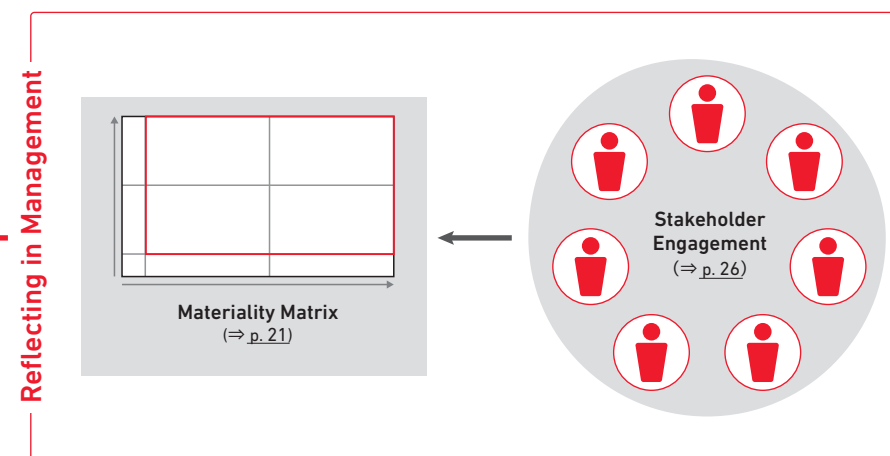 Reflecting in Management
Materiality Matrix
(⇒ p. 21)
Stakeholder
Engagement
(⇒ p. 26)